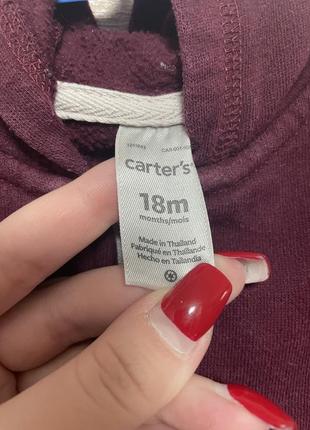 carter's
18m
months/mois
Made in Thailand
Fabriqué en Thaïlande
Hecho en Tailandia